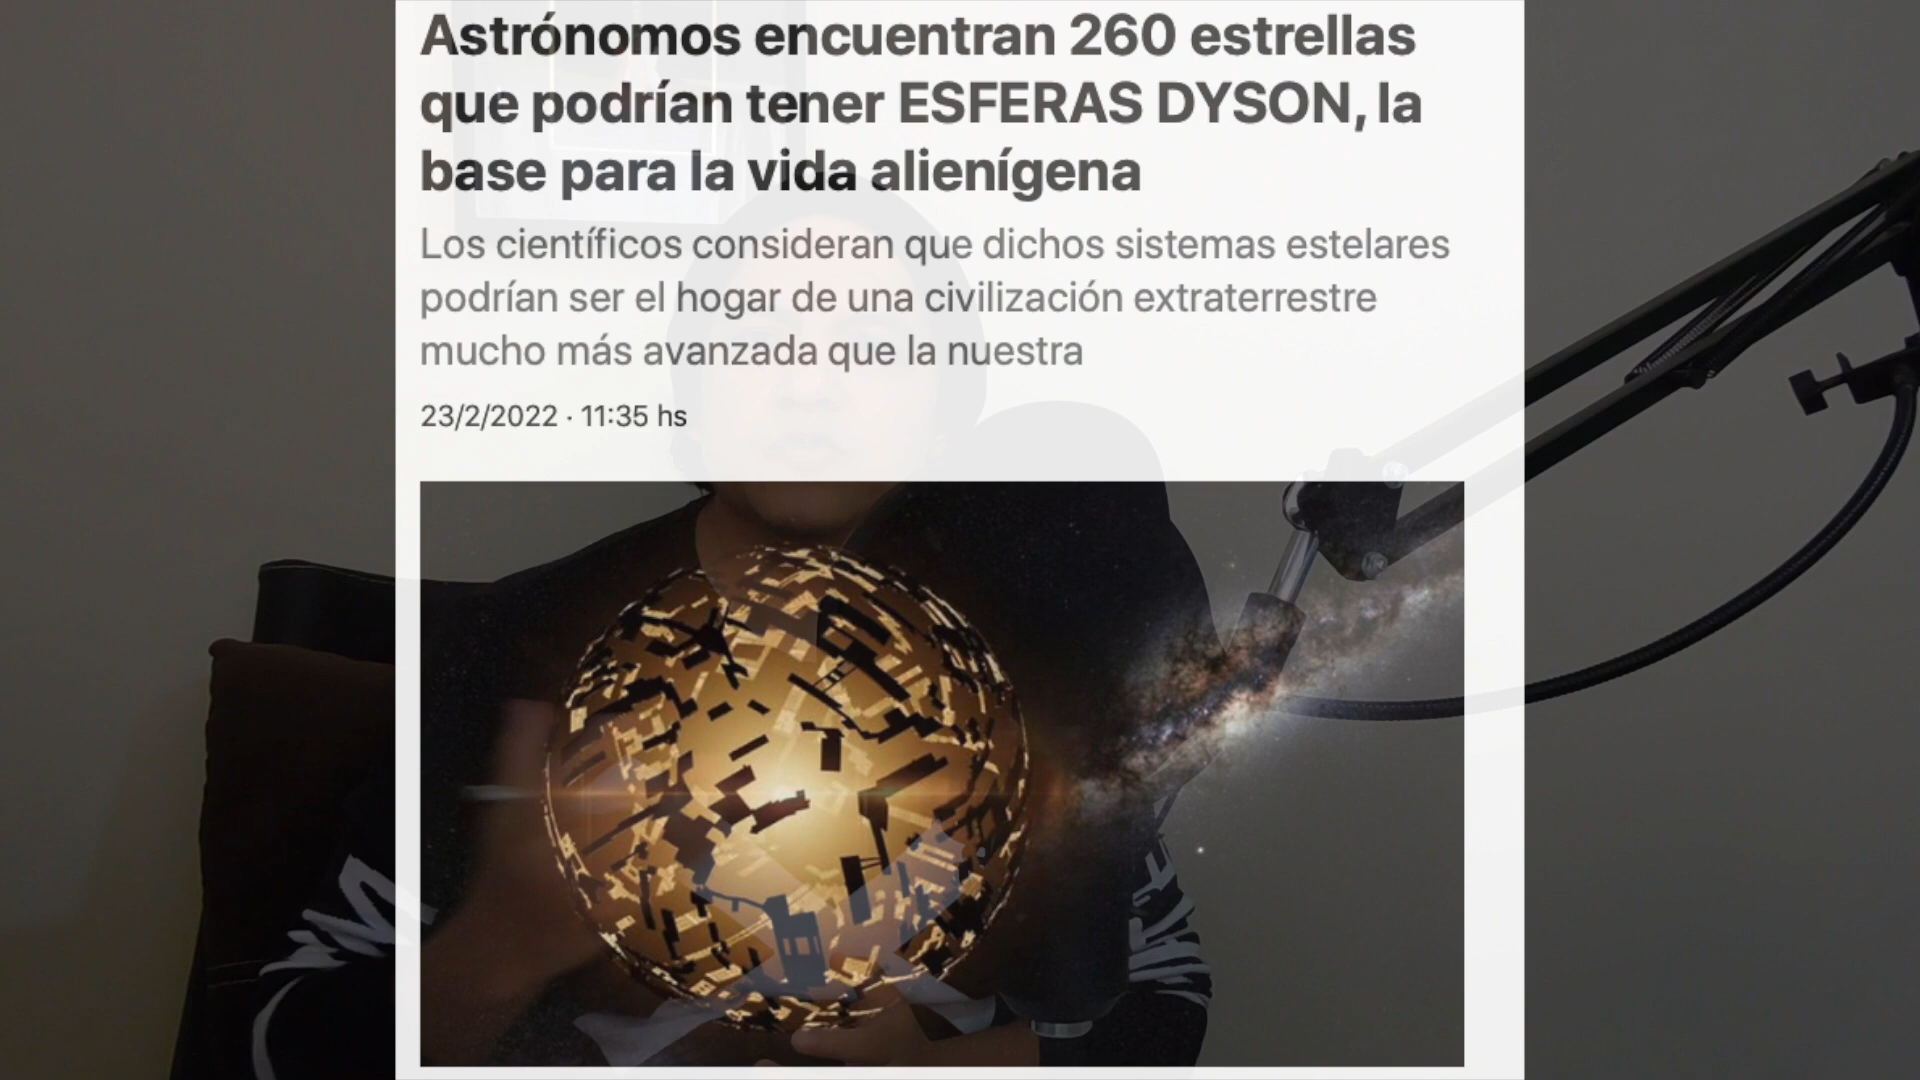 Astrónomos encuentran 260 estrellas
que podrían tener ESFERAS DYSON, la
base para la vida alienígena
Los científicos consideran que dichos sistemas estelares
podrían ser el hogar de una civilización extraterrestre
mucho más avanzada que la nuestra
23/2/2022 · 11:35 hs